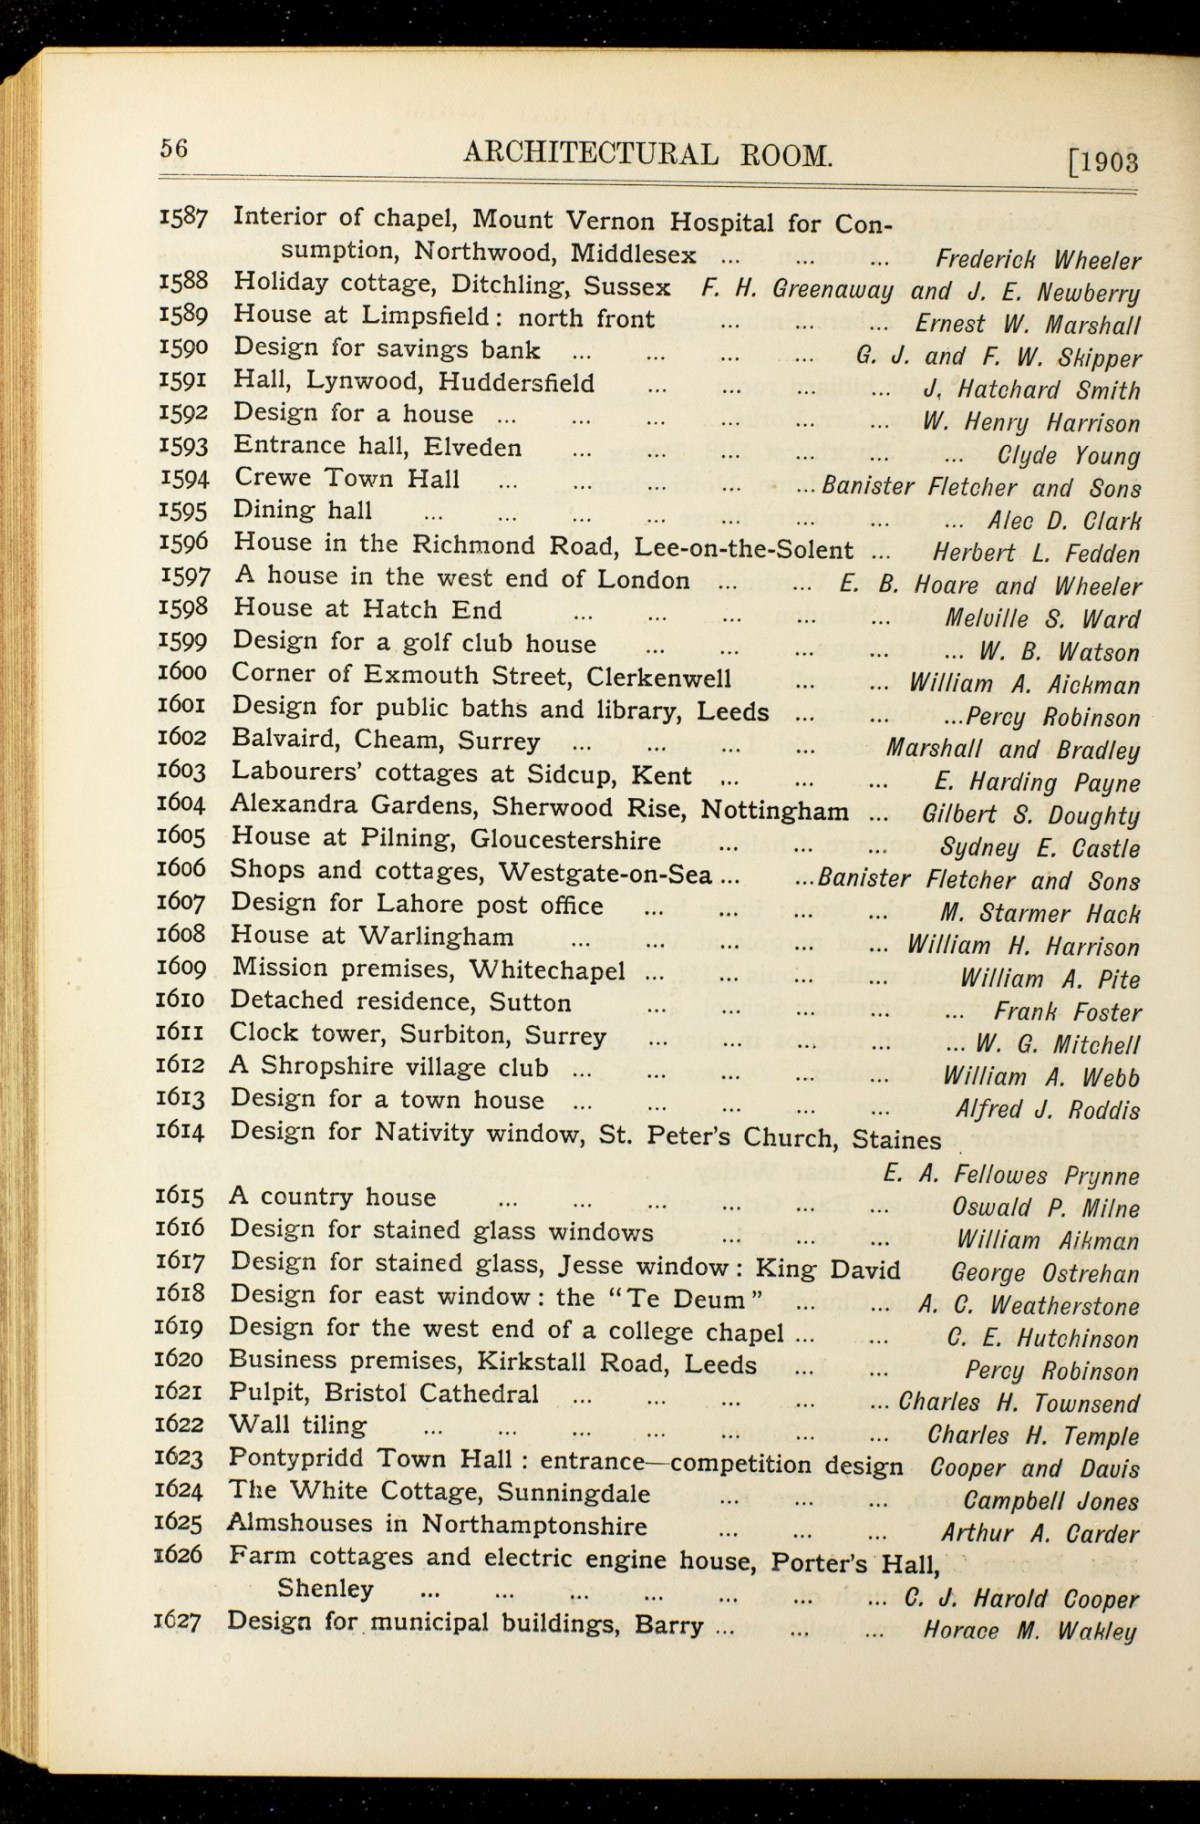 56 ARCHITECTURAL ROOM. [1903
1587 Interior of chapel, Mount Vernon Hospital for Con-
sumption, Northwood, Middlesex ... ... ... Frederick Wheeler
1588 Holiday cottage, Ditchling, Sussex F. H. Greenaway and J. E. Newberry
1589 House at Limpsfield: north front ... ... ... Ernest W. Marshall
1590 Design for savings bank ... ... ... ... G. J. and F. W. Skipper
1591 Hall, Lynwood, Huddersfield ... ... ... ... J. Hatchard Smith
1592 Design for a house ... ... ... ... ... ... W. Henry Harrison
1593 Entrance hall, Elveden ... ... ... ... ... ... Clyde Young
1594 Crewe Town Hall ... ... ... ... ... Banister Fletcher and Sons
1595 Dining hall ... ... ... ... ... ... ... ... Alec D. Clark
1596 House in the Richmond Road, Lee-on-the-Solent ... Herbert L. Fedden
1597 A house in the west end of London ... ... E. B. Hoare and Wheeler
1598 House at Hatch End ... ... ... ... ... Melville S. Ward
1599 Design for a golf club house ... ... ... ... ... W. B. Watson
1600 Corner of Exmouth Street, Clerkenwell ... ... William A. Aickman
1601 Design for public baths and library, Leeds ... ... ...Percy Robinson
1602 Balvaird, Cheam, Surrey ... ... ... ... Marshall and Bradley
1603 Labourers' cottages at Sidcup, Kent ... ... ... E. Harding Payne
1604 Alexandra Gardens, Sherwood Rise, Nottingham ... Gilbert S. Doughty
1605 House at Pilning, Gloucestershire ... ... ... Sydney E. Castle
1606 Shops and cottages, Westgate-on-Sea ... ...Banister Fletcher and Sons
1607 Design for Lahore post office ... ... ... ... M. Starmer Hack
1608 House at Warlingham ... ... ... ... ... William H. Harrison
1609 Mission premises, Whitechapel ... ... ... ... William A. Pite
1610 Detached residence, Sutton ... ... ... ... ... Frank Foster
1611 Clock tower, Surbiton, Surrey ... ... ... ... ... W. G. Mitchell
1612 A Shropshire village club ... ... ... ... ... William A. Webb
1613 Design for a town house ... ... ... ... ... Alfred J. Roddis
1614 Design for Nativity window, St. Peter's Church, Staines
E. A. Fellowes Prynne
1615 A country house ... ... ... ... ... ... Oswald P. Milne
1616 Design for stained glass windows ... ... ... William Aikman
1617 Design for stained glass, Jesse window: King David George Ostrehan
1618 Design for east window: the "Te Deum" ... ... A. C. Weatherstone
1619 Design for the west end of a college chapel ... ... C. E. Hutchinson
1620 Business premises, Kirkstall Road, Leeds ... ... Percy Robinson
1621 Pulpit, Bristol Cathedral ... ... ... ... ... Charles H. Townsend
1622 Wall tiling ... ... ... ... ... ... ... Charles H. Temple
1623 Pontypridd Town Hall: entrance—competition design Cooper and Davis
1624 The White Cottage, Sunningdale ... ... ... Campbell Jones
1625 Almshouses in Northamptonshire ... ... ... Arthur A. Carder
1626 Farm cottages and electric engine house, Porter's Hall,
Shenley ... ... ... ... ... ... ... C. J. Harold Cooper
1627 Design for municipal buildings, Barry ... ... ... Horace M. Wakley